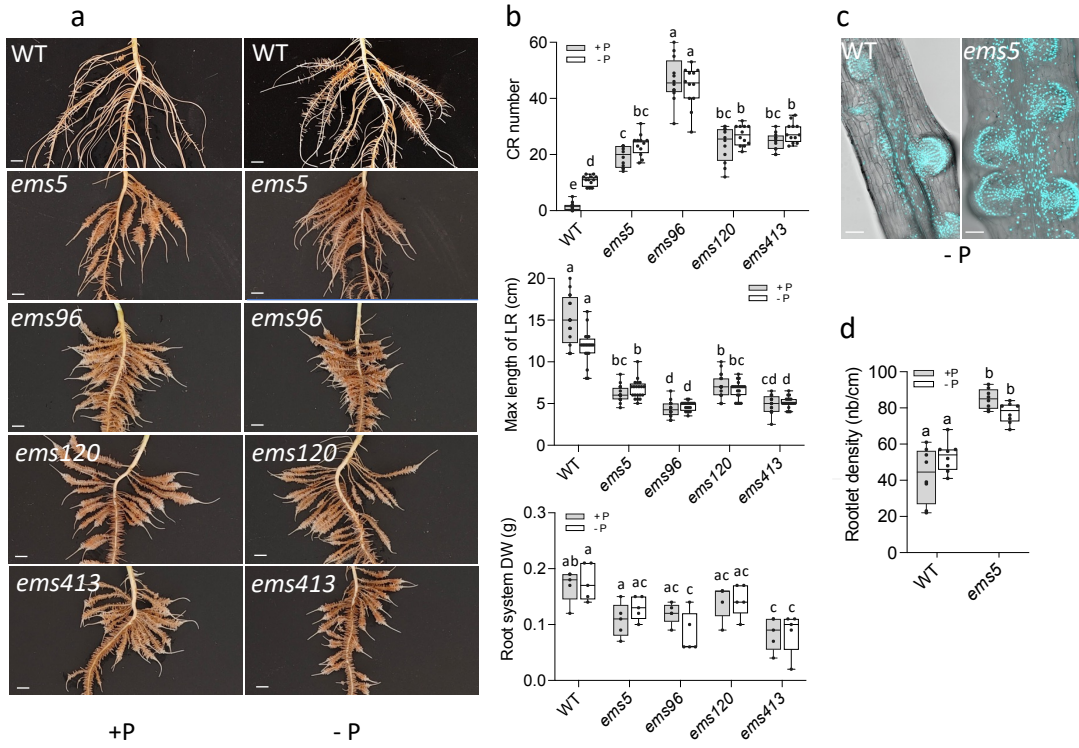 a
WT
WT
ems5
ems5
ems96
ems96
ems120
ems120
ems413
ems413
+P
- P
b
CR number
60
40
20
0
+ P
- P
e
d
c
bc
a
a
bc
b
bc
b
WT
ems5
ems96
ems120
ems413
Max length of LR (cm)
20
15
10
5
0
+ P
- P
a
a
bc
b
d
d
b
bc
cd
d
WT
ems5
ems96
ems120
ems413
Root system DW (g)
0.3
0.2
0.1
0.0
+ P
- P
ab
a
a
ac
ac
c
ac
ac
c
c
WT
ems5
ems96
ems120
ems413
c
WT
ems5
- P
d
Rootlet density (nb/cm)
100
80
60
40
20
0
+P
- P
a
a
b
b
WT
ems5